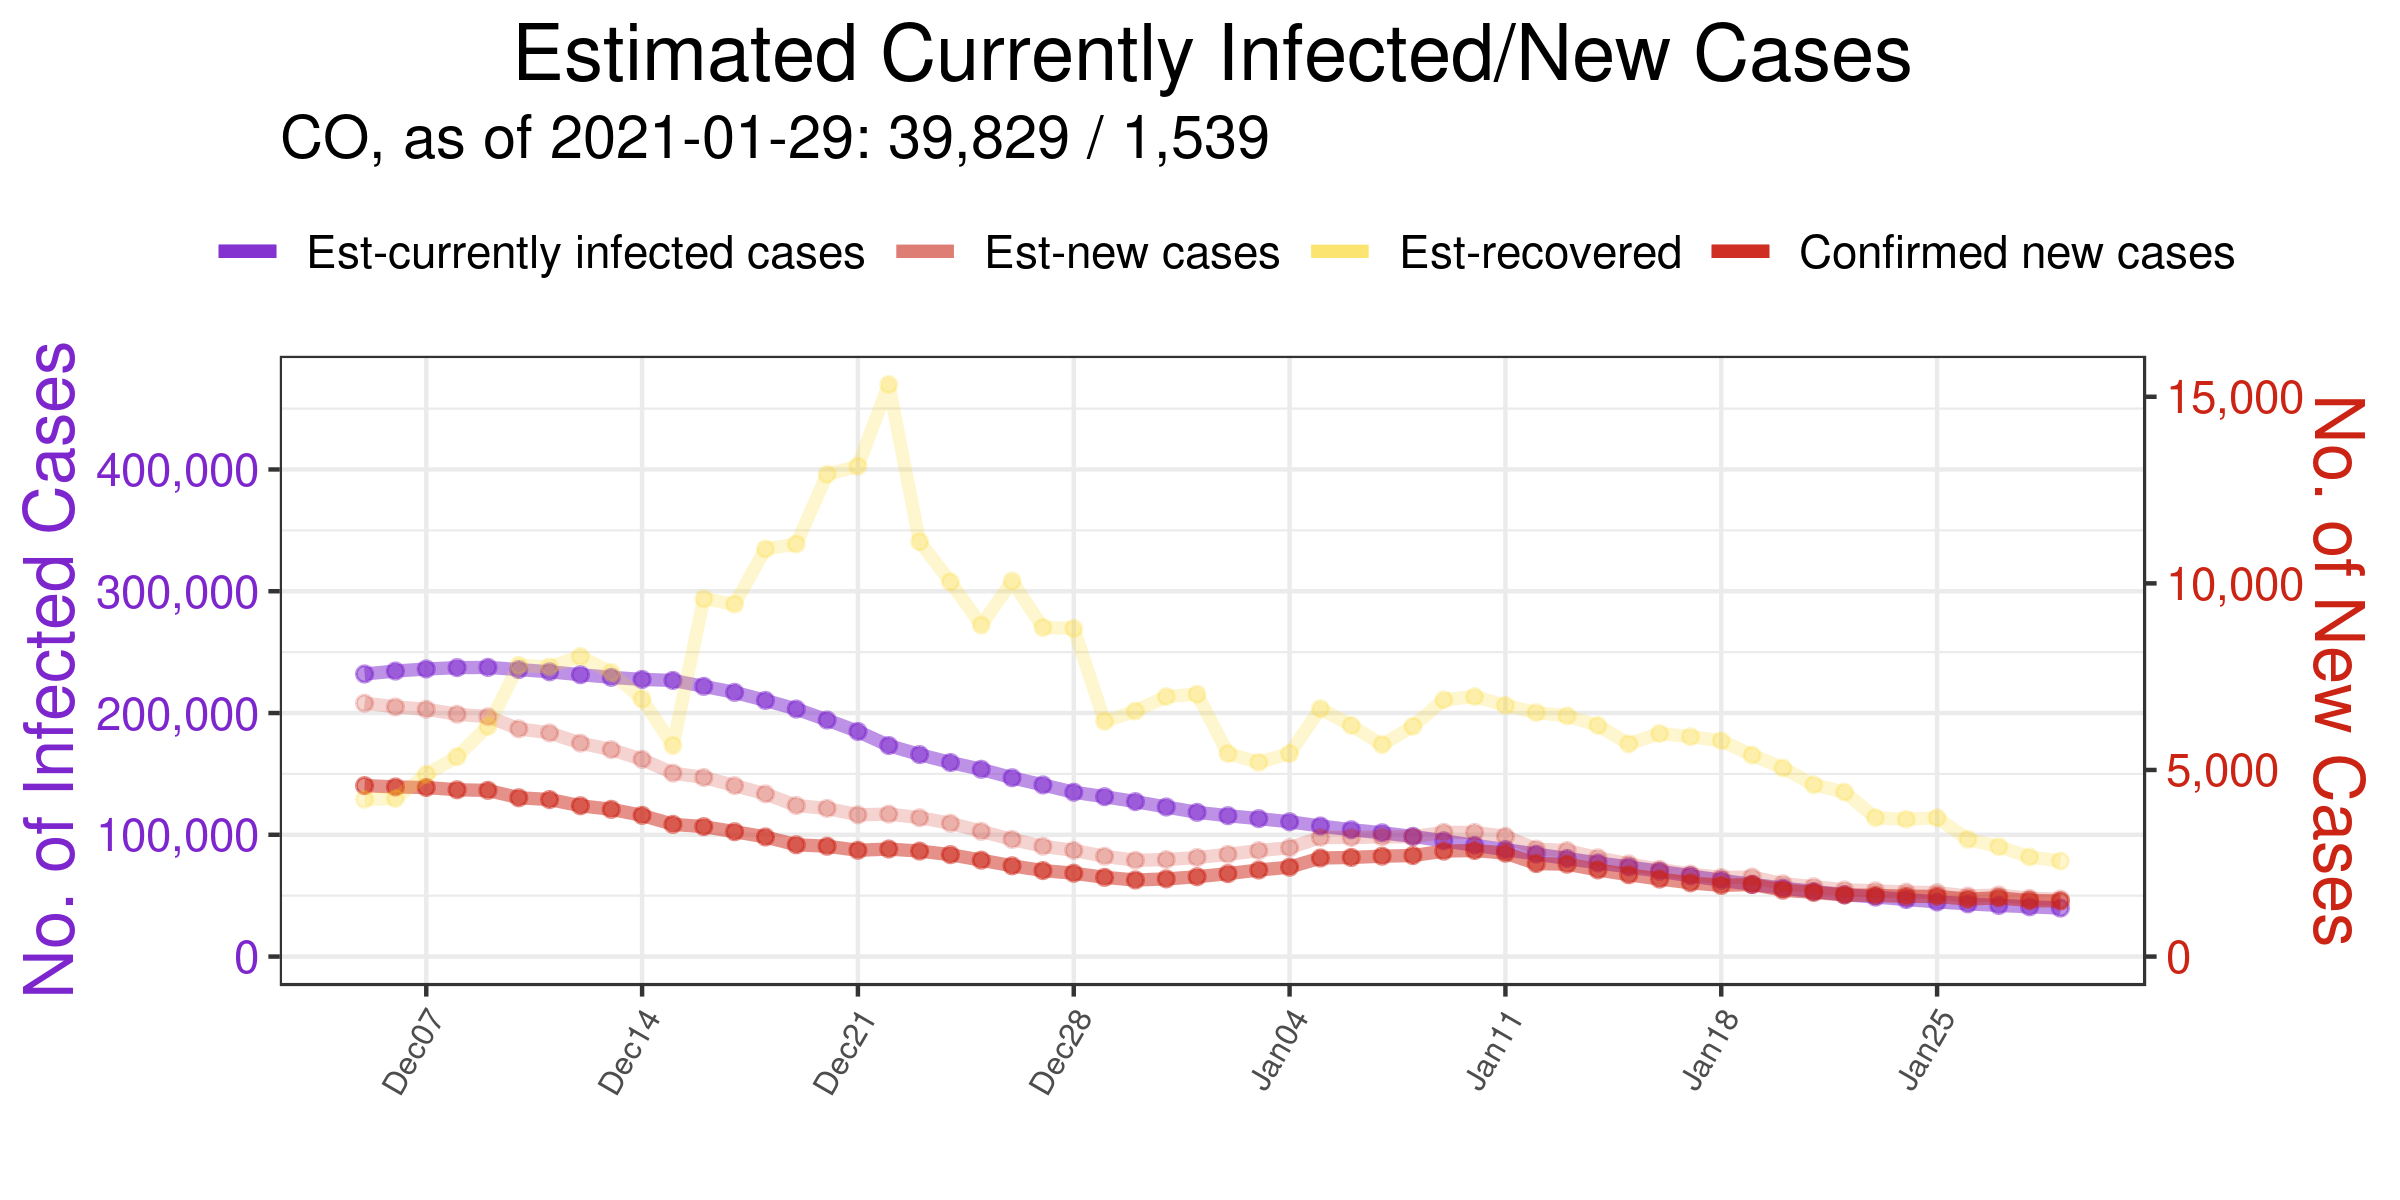 Estimated Currently Infected/New Cases
CO, as of 2021-01-29: 39,829 / 1,539
Est-currently infected cases Est-new cases Est-recovered Confirmed new cases
No. of Infected Cases
400,000
300,000
200,000
100,000
0
15,000
10,000
5,000
0
No. of New Cases
Dec07 Dec14 Dec21 Dec28 Jan04 Jan11 Jan18 Jan25